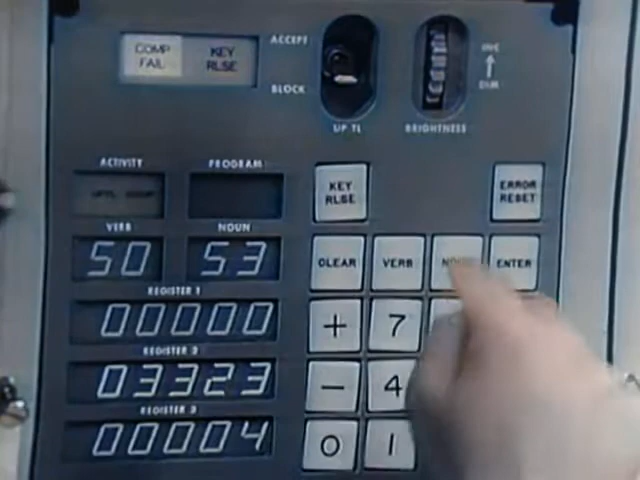 COMP FAIL
KEY RLSE
ACCEPT
BLOCK
UP TL
INC
DIM
BRIGHTNESS
ACTIVITY
PROGRAM
VERB
NOUN
50 53
REGISTER 1
00000
REGISTER 2
03323
REGISTER 3
00004
KEY RLSE
ERROR RESET
CLEAR VERB ENTER
+ 7
- 4
0 1